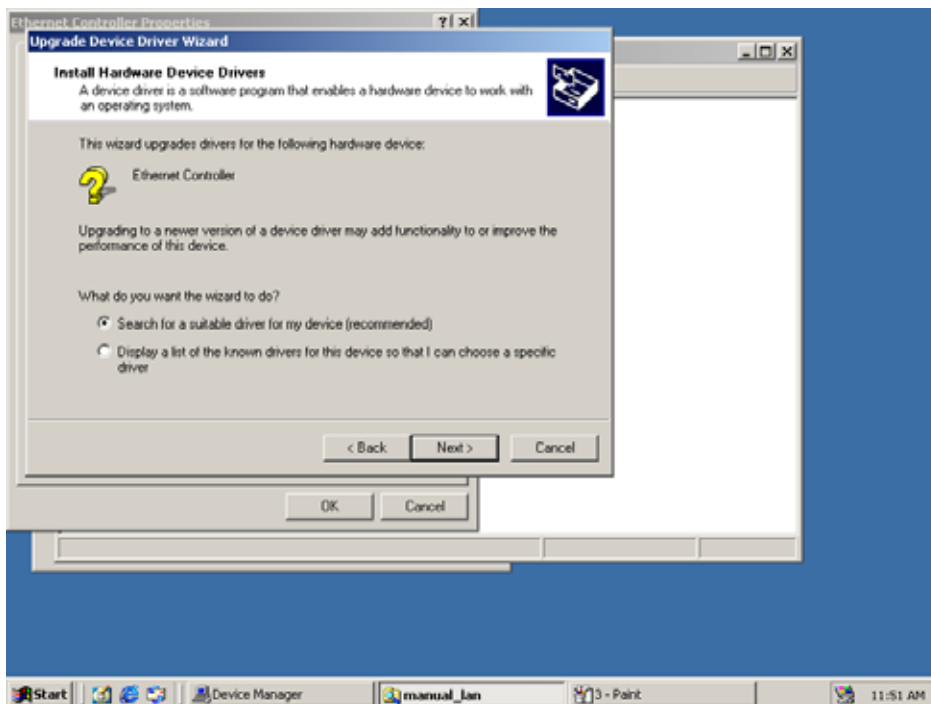 Ethernet Controller Properties
Upgrade Device Driver Wizard
Install Hardware Device Drivers
A device driver is a software program that enables a hardware device to work with
an operating system.
This wizard upgrades drivers for the following hardware device:
Ethernet Controller
Upgrading to a newer version of a device driver may add functionality to or improve the
performance of this device.
What do you want the wizard to do?
Search for a suitable driver for my device (recommended)
Display a list of the known drivers for this device so that I can choose a specific
driver
< Back
Next >
Cancel
OK
Cancel
Start
Device Manager
manual_lan
3 - Paint
11:51 AM